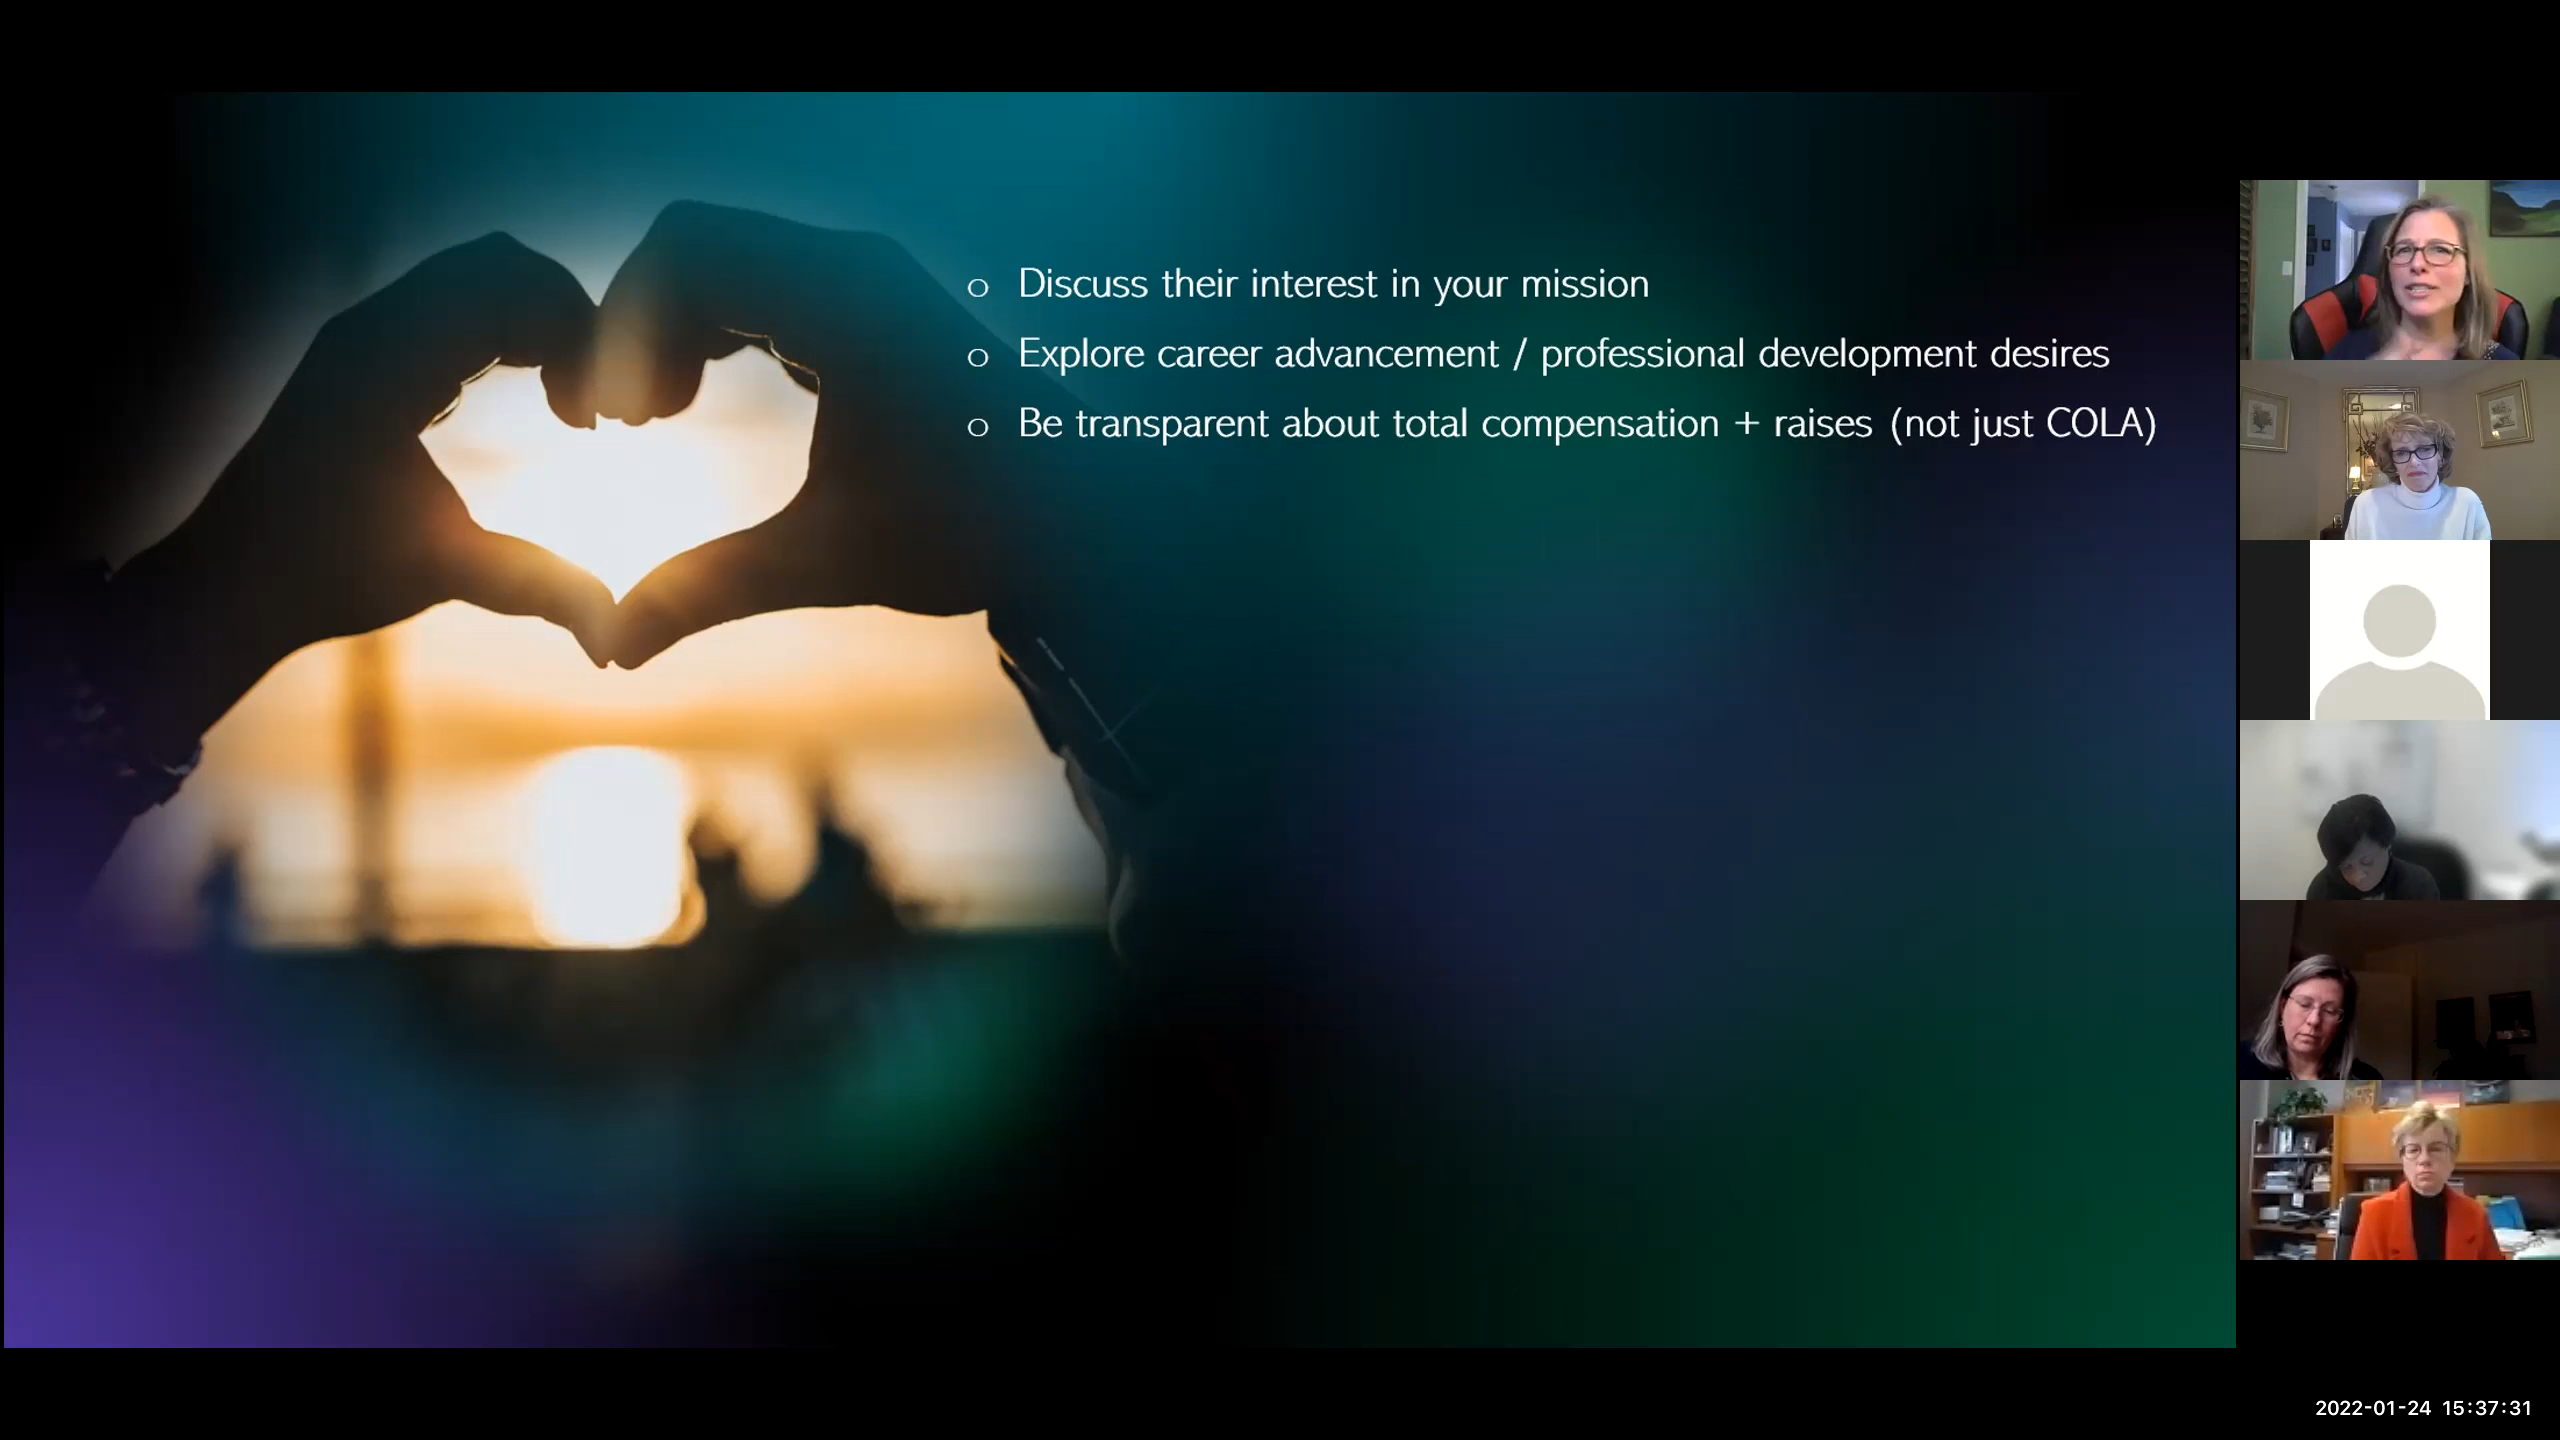 o Discuss their interest in your mission
o Explore career advancement / professional development desires
o Be transparent about total compensation + raises (not just COLA)
2022-01-24 15:37:31